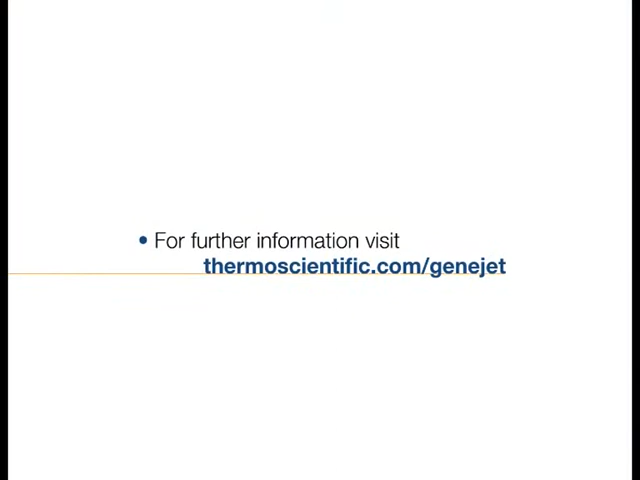 • For further information visit
thermoscientific.com/genejet